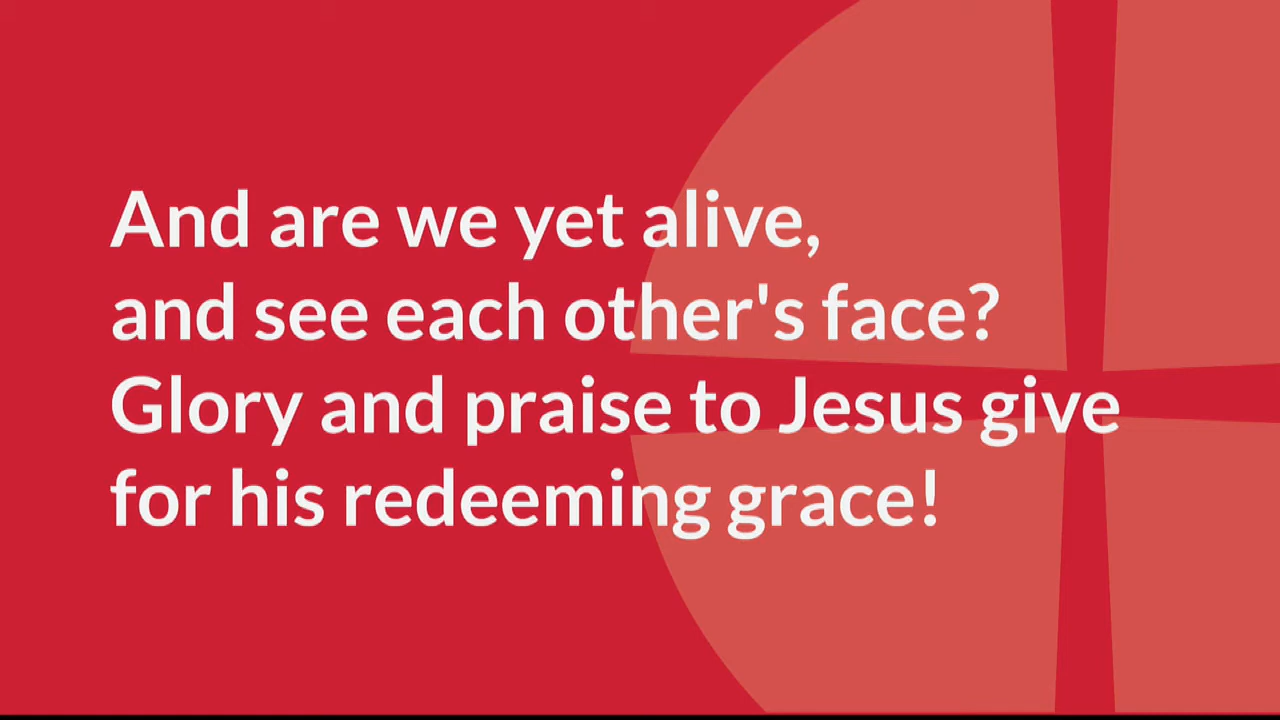 And are we yet alive,
and see each other's face?
Glory and praise to Jesus give
for his redeeming grace!